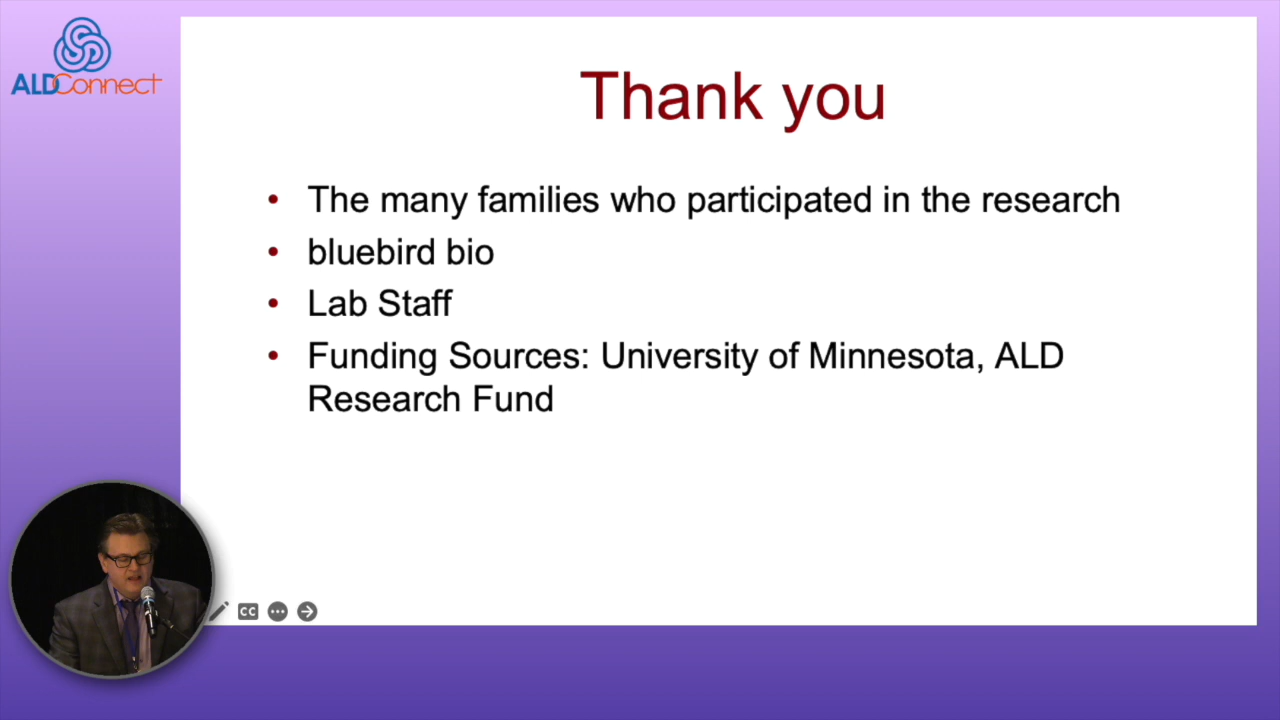 ALDConnect
Thank you
• The many families who participated in the research
• bluebird bio
• Lab Staff
• Funding Sources: University of Minnesota, ALD
Research Fund
CC